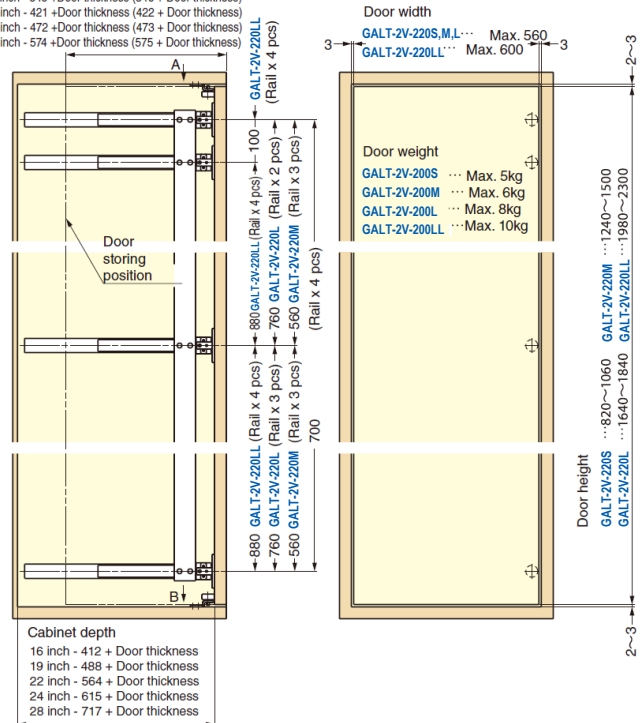 inch - 421 +Door thickness (422 + Door thickness)
inch - 472 +Door thickness (473 + Door thickness)
inch - 574 +Door thickness (575 + Door thickness)
A
GALT-2V-220LL
(Rail x 4 pcs)
100
880 GALT-2V-220LL (Rail x 4 pcs)
760 GALT-2V-220L (Rail x 2 pcs)
560 GALT-2V-220M (Rail x 3 pcs)
(Rail x 4 pcs)
Door
storing
position
880 GALT-2V-220LL (Rail x 4 pcs)
760 GALT-2V-220L (Rail x 3 pcs)
560 GALT-2V-220M (Rail x 3 pcs)
700
B
Cabinet depth
16 inch - 412 + Door thickness
19 inch - 488 + Door thickness
22 inch - 564 + Door thickness
24 inch - 615 + Door thickness
28 inch - 717 + Door thickness
Door width
GALT-2V-220S,M,L··· Max. 560
GALT-2V-220LL··· Max. 600
3
3
2~3
Door weight
GALT-2V-200S ··· Max. 5kg
GALT-2V-200M ··· Max. 6kg
GALT-2V-200L ··· Max. 8kg
GALT-2V-200LL ···Max. 10kg
Door height
GALT-2V-220S ···820~1060
GALT-2V-220M ···1240~1500
GALT-2V-220L ···1640~1840
GALT-2V-220LL ···1980~2300
2~3